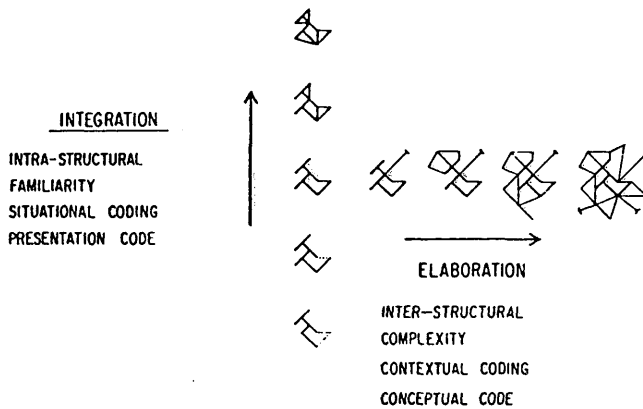 INTEGRATION
INTRA-STRUCTURAL
FAMILIARITY
SITUATIONAL CODING
PRESENTATION CODE
ELABORATION
INTER-STRUCTURAL
COMPLEXITY
CONTEXTUAL CODING
CONCEPTUAL CODE